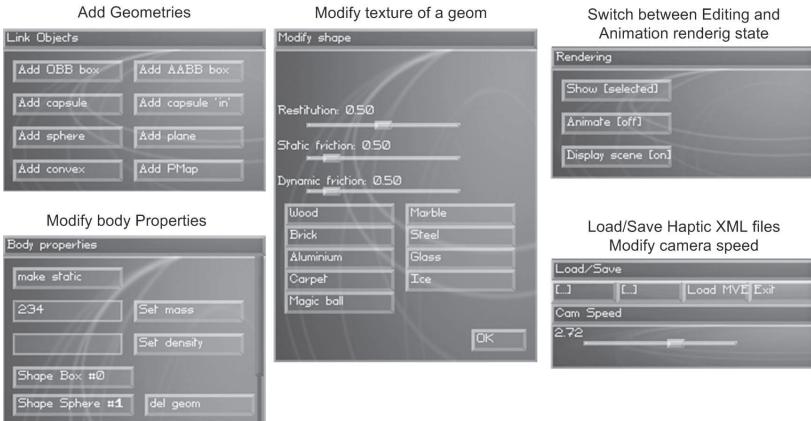 Add Geometries
Link Objects
Add OBB box
Add AABB box
Add capsule
Add capsule 'in'
Add sphere
Add plane
Add convex
Add PMap
Modify body Properties
Body properties
make static
234
Set mass
Set density
Shape Box #0
Shape Sphere #1
del geom
Modify texture of a geom
Modify shape
Restitution: 0.50
Static friction: 0.50
Dynamic friction: 0.50
Wood
Marble
Brick
Steel
Aluminium
Glass
Carpet
Ice
Magic ball
OK
Switch between Editing and
Animation renderig state
Rendering
Show [selected]
Animate [off]
Display scene [on]
Load/Save Haptic XML files
Modify camera speed
Load/Save
[...]
[...]
Load MVE
Exit
Cam Speed
2.72